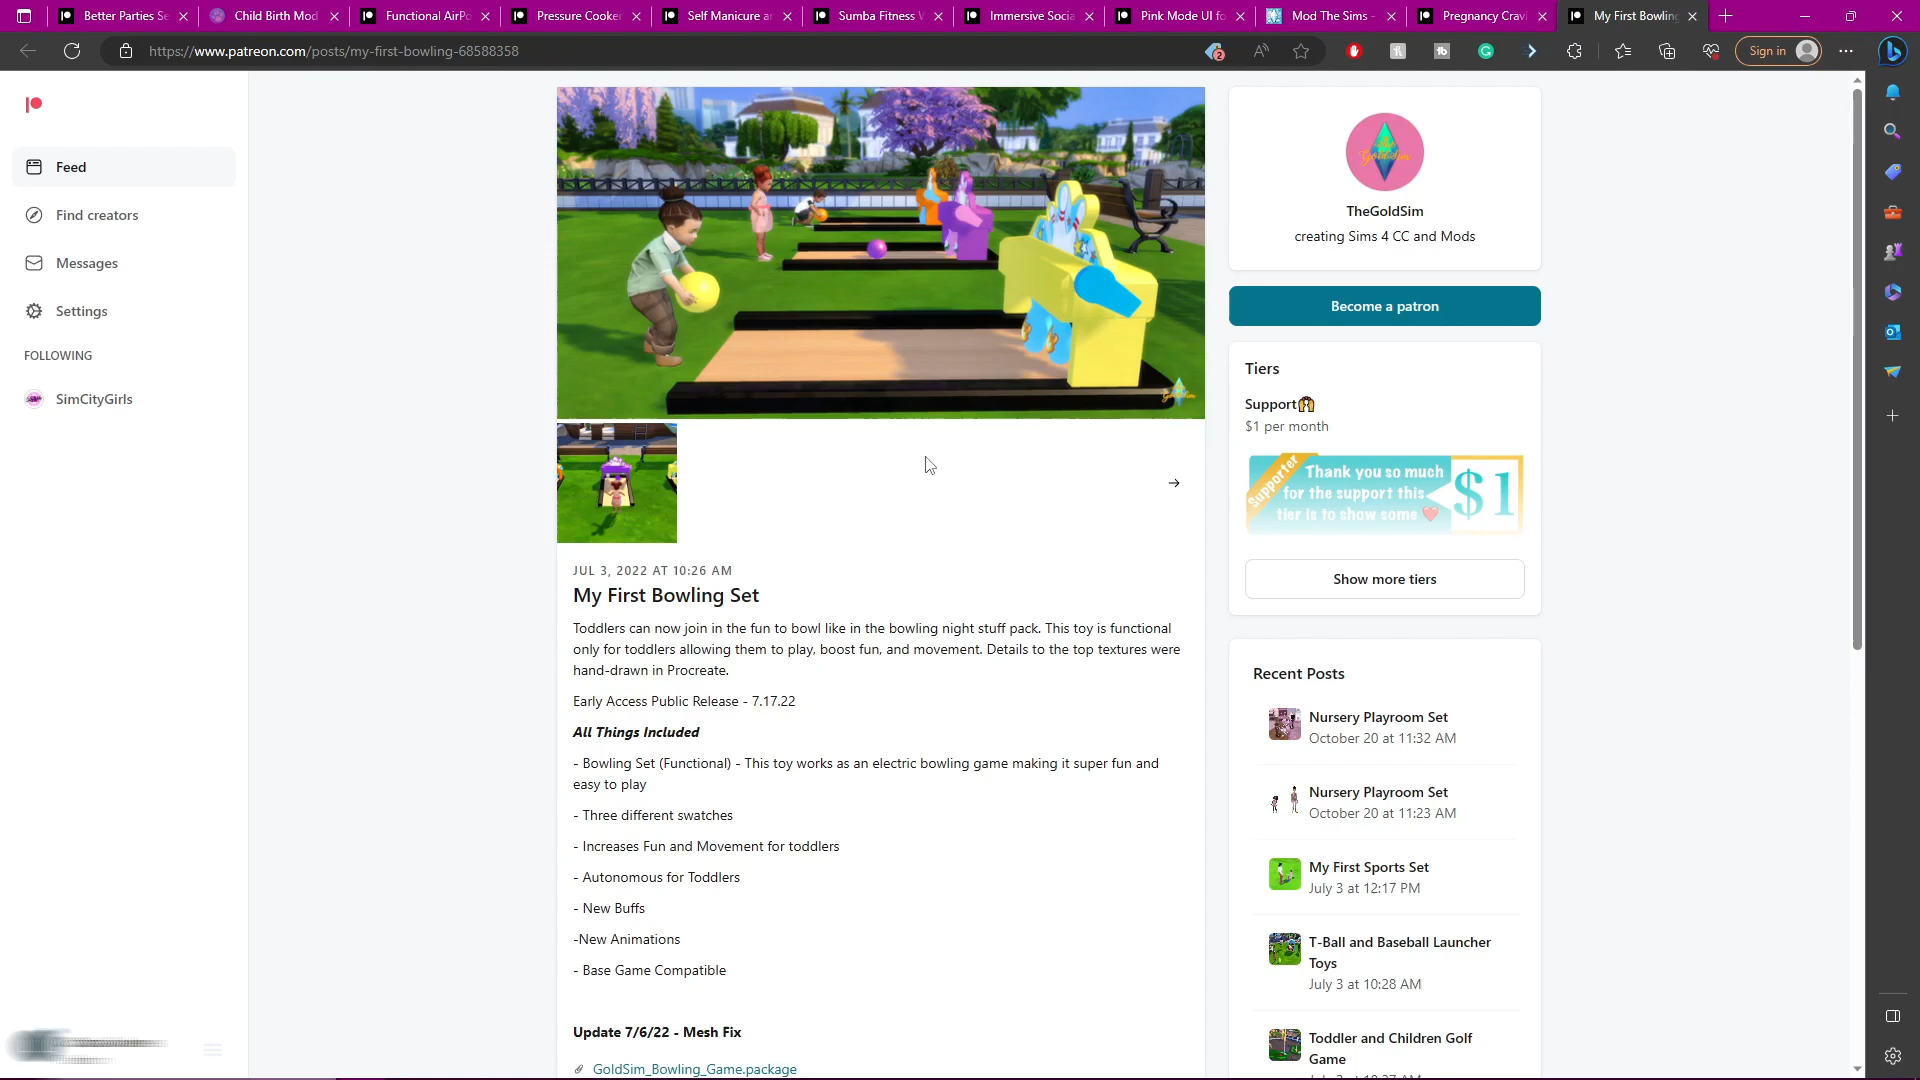 Better Parties Se
Child Birth Mod
Functional AirPo
Pressure Cooker
Self Manicure an
Sumba Fitness
Immersive Socia
Pink Mode UI fo
Mod The Sims -
Pregnancy Cravi
My First Bowling
https://www.patreon.com/posts/my-first-bowling-68588358
2
Sign in
Feed
Find creators
Messages
Settings
FOLLOWING
SimCityGirls
TheGoldSim
creating Sims 4 CC and Mods
Become a patron
Tiers
Support
$1 per month
Supporter
Thank you so much
for the support this
tier is to show some
$1
Show more tiers
JUL 3, 2022 AT 10:26 AM
My First Bowling Set
Toddlers can now join in the fun to bowl like in the bowling night stuff pack. This toy is functional
only for toddlers allowing them to play, boost fun, and movement. Details to the top textures were
hand-drawn in Procreate.
Early Access Public Release - 7.17.22
All Things Included
- Bowling Set (Functional) - This toy works as an electric bowling game making it super fun and
easy to play
- Three different swatches
- Increases Fun and Movement for toddlers
- Autonomous for Toddlers
- New Buffs
-New Animations
- Base Game Compatible
Update 7/6/22 - Mesh Fix
GoldSim_Bowling_Game.package
Recent Posts
Nursery Playroom Set
October 20 at 11:32 AM
Nursery Playroom Set
October 20 at 11:23 AM
My First Sports Set
July 3 at 12:17 PM
T-Ball and Baseball Launcher
Toys
July 3 at 10:28 AM
Toddler and Children Golf
Game